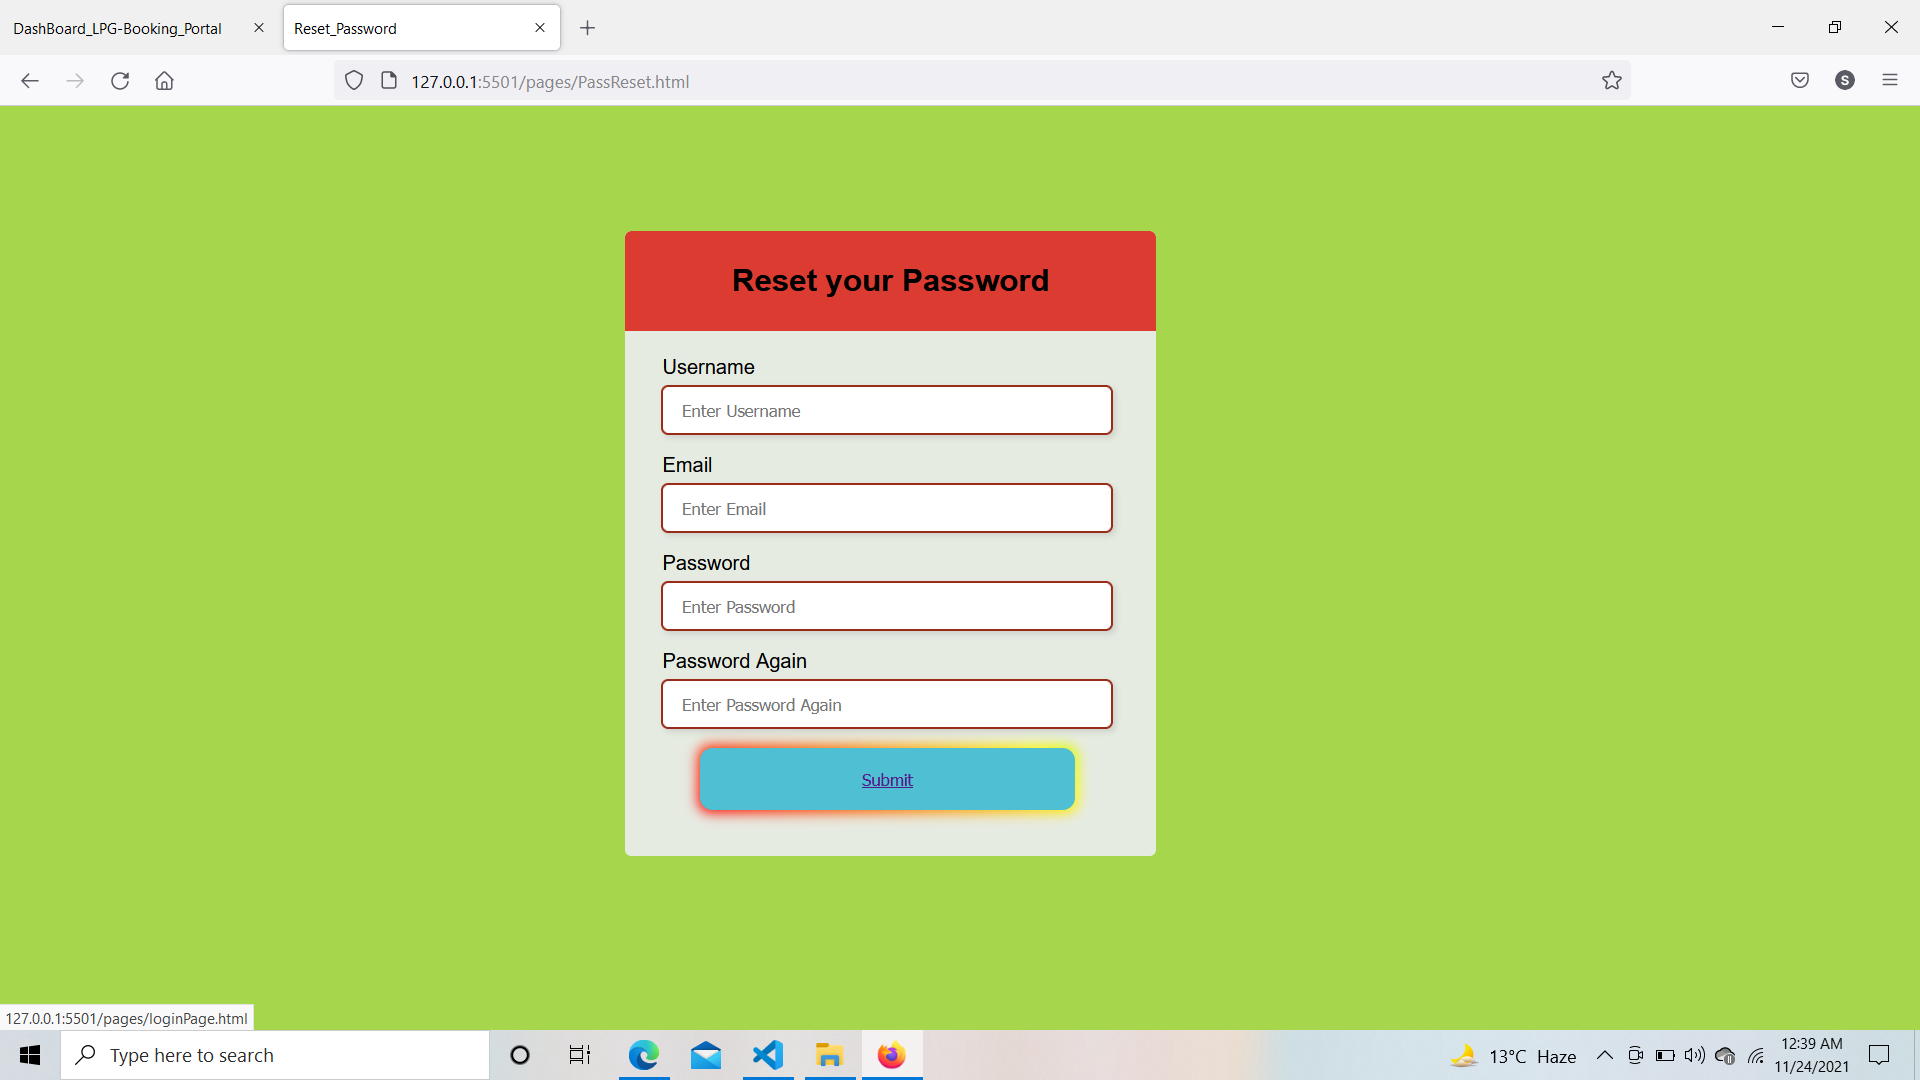 DashBoard_LPG-Booking_Portal
Reset_Password
127.0.0.1:5501/pages/PassReset.html
S
Reset your Password
Username
Enter Username
Email
Enter Email
Password
Enter Password
Password Again
Enter Password Again
Submit
127.0.0.1:5501/pages/loginPage.html
Type here to search
13°C Haze
12:39 AM
11/24/2021